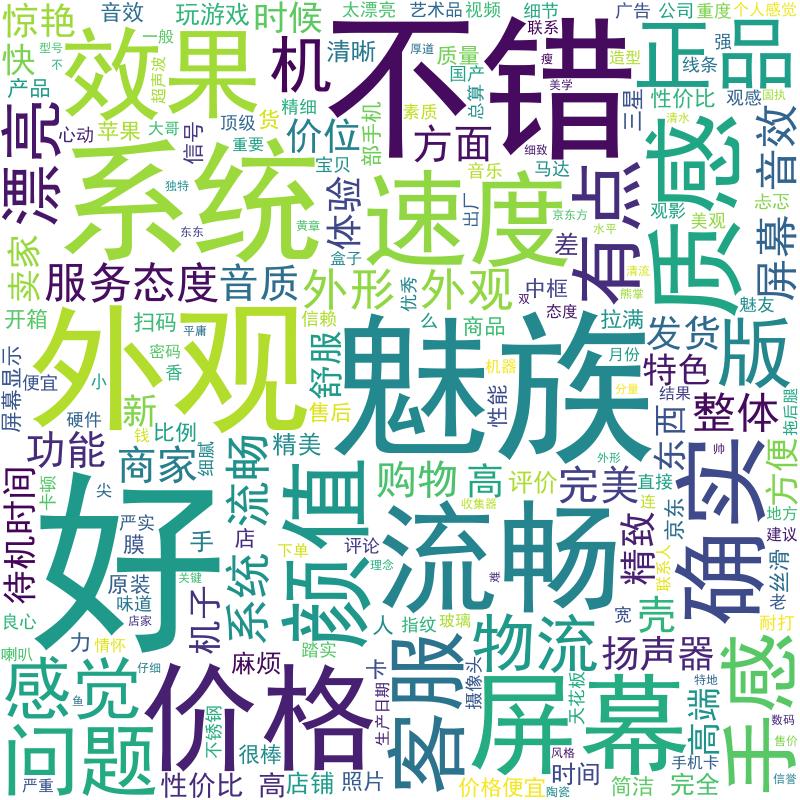 惊艳
音效
玩游戏
时候
太漂亮
艺术品
视频
细节
广告
公司
重度
个人感觉
快
型号
一般
不
效果
机
清晰
厚道
质量
不错
联系
瘦
造型
强
线条
正品
产品
超声波
精细
国产
总算
美学
三星
性价比
观感
固执
漂亮
心动
苹果
大哥
信号
顶级
货
价位
素质
部手机
方面
细致
质感
清水
音效
重要
宝贝
音乐
马达
有点
系统
独特
体验
速度
出厂
京东方
观影
忐忑
美观
屏幕
卖家
东东
黄章
盒子
差
水平
服务态度
音质
外形
优秀
外观
中框
清流
双
态度
熊掌
魅友
开箱
扫码
平庸
信赖
么
商品
拉满
发货
版
屏幕显示
便宜
小
外观
密码
香
舒服
魅族
机器
性能
分量
月份
特色
结果
拖后腿
硬件
新
售后
整体
功能
钱
比例
精美
东西
确实
方便
商家
细腻
流畅
颜值
购物
高
评价
完美
外形
帅
直接
待机时间
卡顿
尖
好
收集器
连
京东
地方
严实
膜
手
店
系统
下单
评论
流畅
精致
建议
原装
理念
难
联系人
老丝滑
味道
关键
机子
良心
店家
力
情怀
踏实
人
指纹
玻璃
宽
壳
耐打
喇叭
仔细
麻烦
卡
客服
物流
扬声器
手感
感觉
鱼
价格
生产日期
摄像头
屏幕
天花板
特地
不锈钢
高端
数码
问题
很棒
风格
手机卡
售价
严重
性价比
高
店铺
照片
价格便宜
时间
陶瓷
简洁
完全
信誉